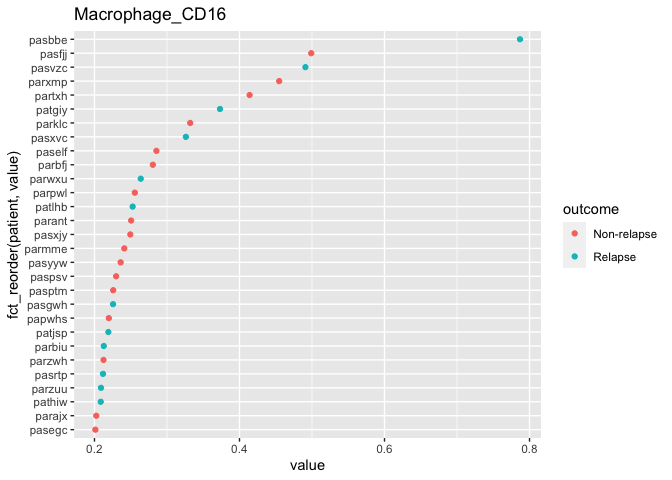 Macrophage_CD16
fct_reorder(patient, value)
pasbbe
pasfjj
pasvzc
parxmp
partxh
patgiy
parklc
pasxvc
paself
parbfj
parwxu
parpwl
patlhb
parant
pasxjy
parmme
pasyyw
paspsv
pasptm
pasgwh
papwhs
patjsp
parbiu
parzwh
pasrtp
parzuu
pathiw
parajx
pasegc
0.2 0.4 0.6 0.8
value
outcome
Non-relapse
Relapse